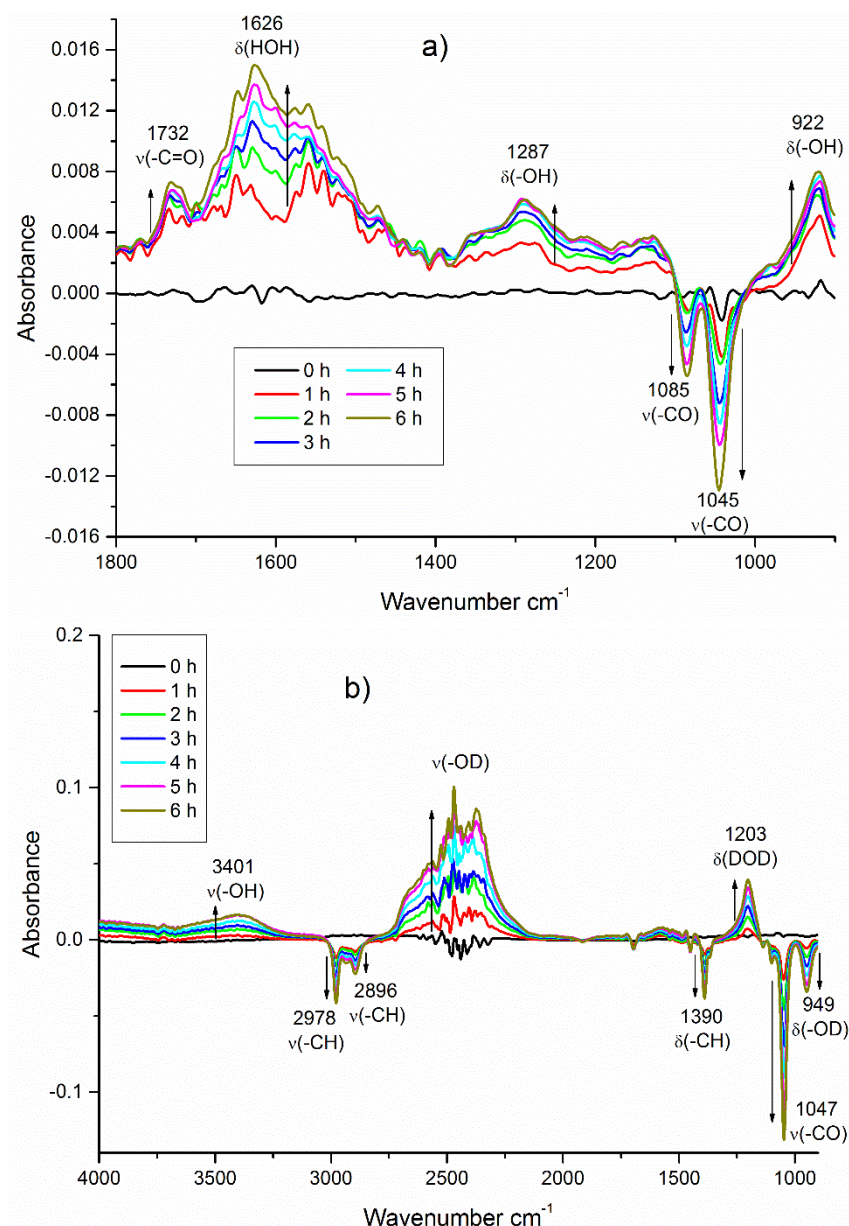 a)
1626
δ(HOH)
1732
ν(-C=O)
1287
δ(-OH)
922
δ(-OH)
0.016
0.012
0.008
0.004
0.000
-0.004
-0.008
-0.012
-0.016
Absorbance
0 h 4 h
1 h 5 h
2 h 6 h
3 h
1085
ν(-CO)
1045
ν(-CO)
1800 1600 1400 1200 1000
Wavenumber cm⁻¹
b)
0 h
1 h
2 h
3 h
4 h
5 h
6 h
0.2
0.1
0.0
-0.1
Absorbance
ν(-OD)
3401
ν(-OH)
1203
δ(DOD)
2978
ν(-CH)
2896
ν(-CH)
1390
δ(-CH)
949
δ(-OD)
1047
ν(-CO)
4000 3500 3000 2500 2000 1500 1000
Wavenumber cm⁻¹